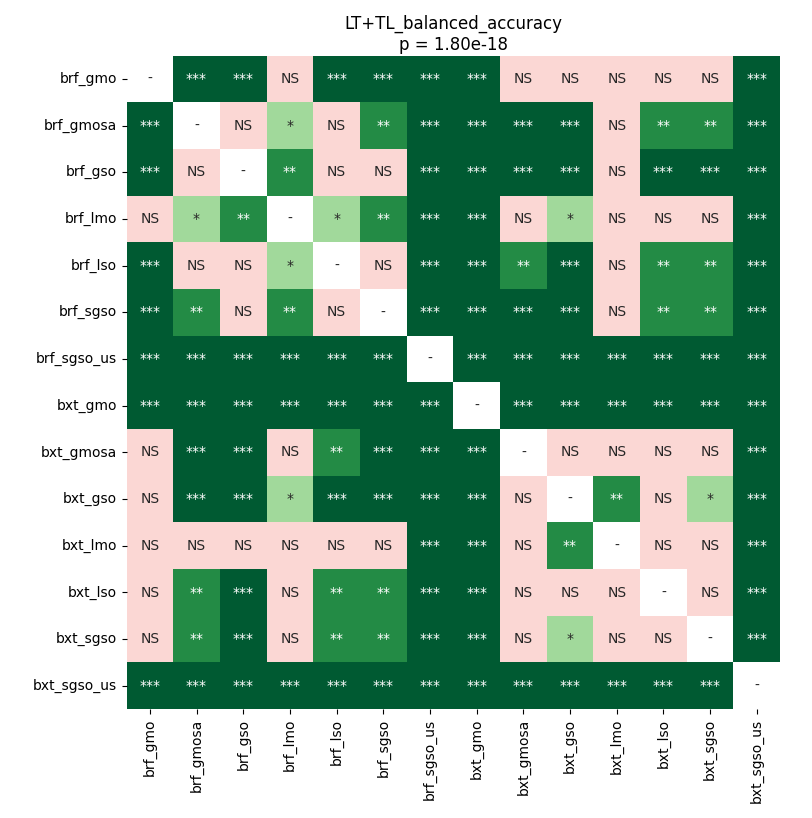 LT+TL_balanced_accuracy
p = 1.80e-18
brf_gmo - *** *** NS *** *** *** *** NS NS NS NS NS ***
brf_gmosa *** - NS * NS ** *** *** *** *** NS ** ** ***
brf_gso *** NS - ** NS NS *** *** *** *** NS *** *** ***
brf_lmo NS * ** - * ** *** *** NS * NS NS NS ***
brf_lso *** NS NS * - NS *** *** ** *** NS ** ** ***
brf_sgso *** ** NS ** NS - *** *** *** *** NS ** ** ***
brf_sgso_us *** *** *** *** *** *** - *** *** *** *** *** *** ***
bxt_gmo *** *** *** *** *** *** *** - *** *** *** *** *** ***
bxt_gmosa NS *** *** NS ** *** *** *** - NS NS NS NS ***
bxt_gso NS *** *** * *** *** *** *** NS - ** NS * ***
bxt_lmo NS NS NS NS NS NS *** *** NS ** - NS NS ***
bxt_lso NS ** *** NS ** ** *** *** NS NS NS - NS ***
bxt_sgso NS ** *** NS ** ** *** *** NS * NS NS - ***
bxt_sgso_us *** *** *** *** *** *** *** *** *** *** *** *** *** -
brf_gmo brf_gmosa brf_gso brf_lmo brf_lso brf_sgso brf_sgso_us bxt_gmo bxt_gmosa bxt_gso bxt_lmo bxt_lso bxt_sgso bxt_sgso_us